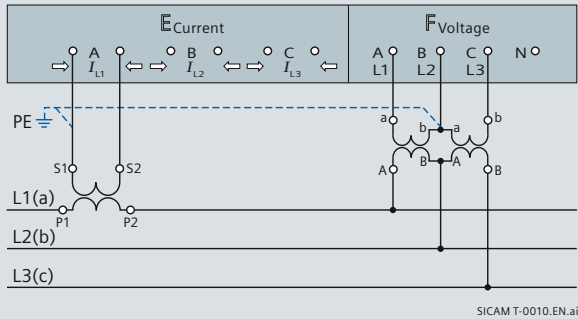 E Current F Voltage
A B C A B C N
I L1 I L2 I L3 L1 L2 L3
PE
a b a b
S1 S2
A B A B
L1(a)
P1 P2
L2(b)
L3(c)
SICAM T-0010.EN.ai